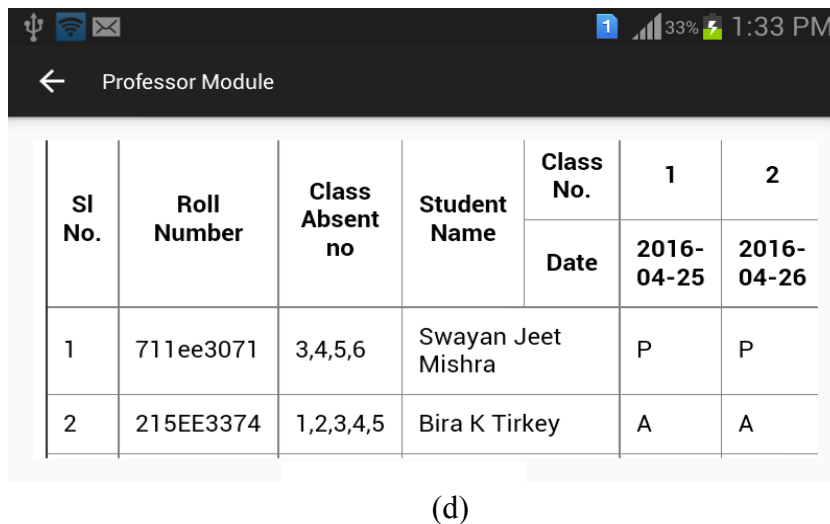 1 33% 1:33 PM
Professor Module
Sl No. Roll Number Class Absent no Student Name Class No. 1 2
Date 2016-04-25 2016-04-26
1 711ee3071 3,4,5,6 Swayan Jeet Mishra P P
2 215EE3374 1,2,3,4,5 Bira K Tirkey A A
(d)